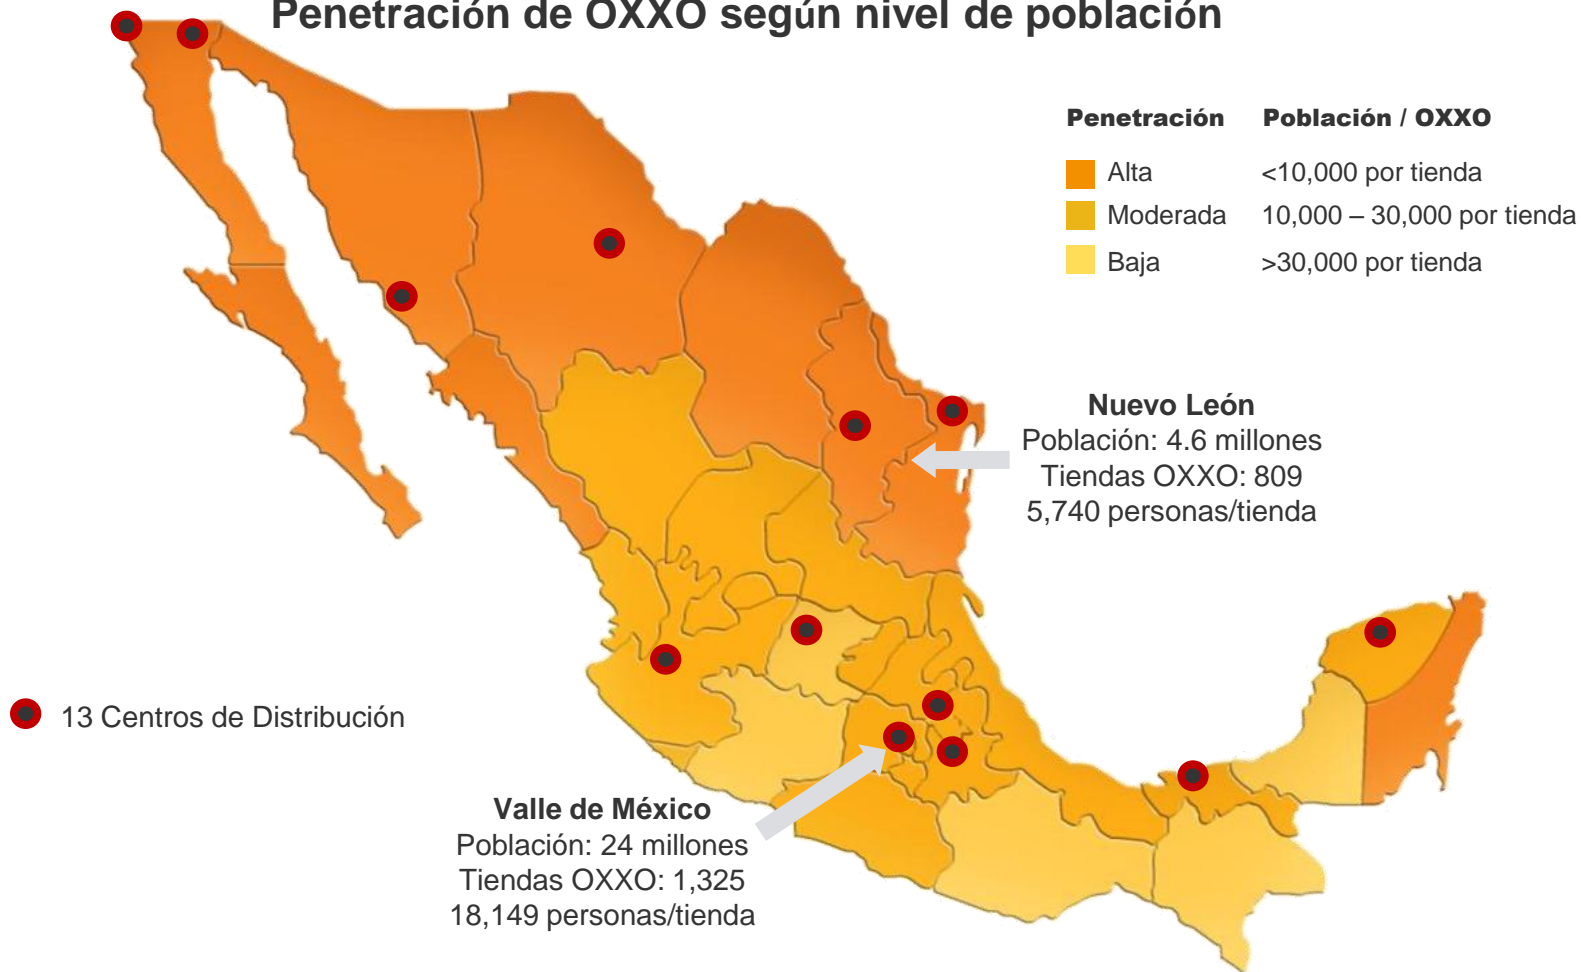 Penetración de OXXO según nivel de población
Penetración Población / OXXO
Alta <10,000 por tienda
Moderada 10,000 – 30,000 por tienda
Baja >30,000 por tienda
Nuevo León
Población: 4.6 millones
Tiendas OXXO: 809
5,740 personas/tienda
13 Centros de Distribución
Valle de México
Población: 24 millones
Tiendas OXXO: 1,325
18,149 personas/tienda